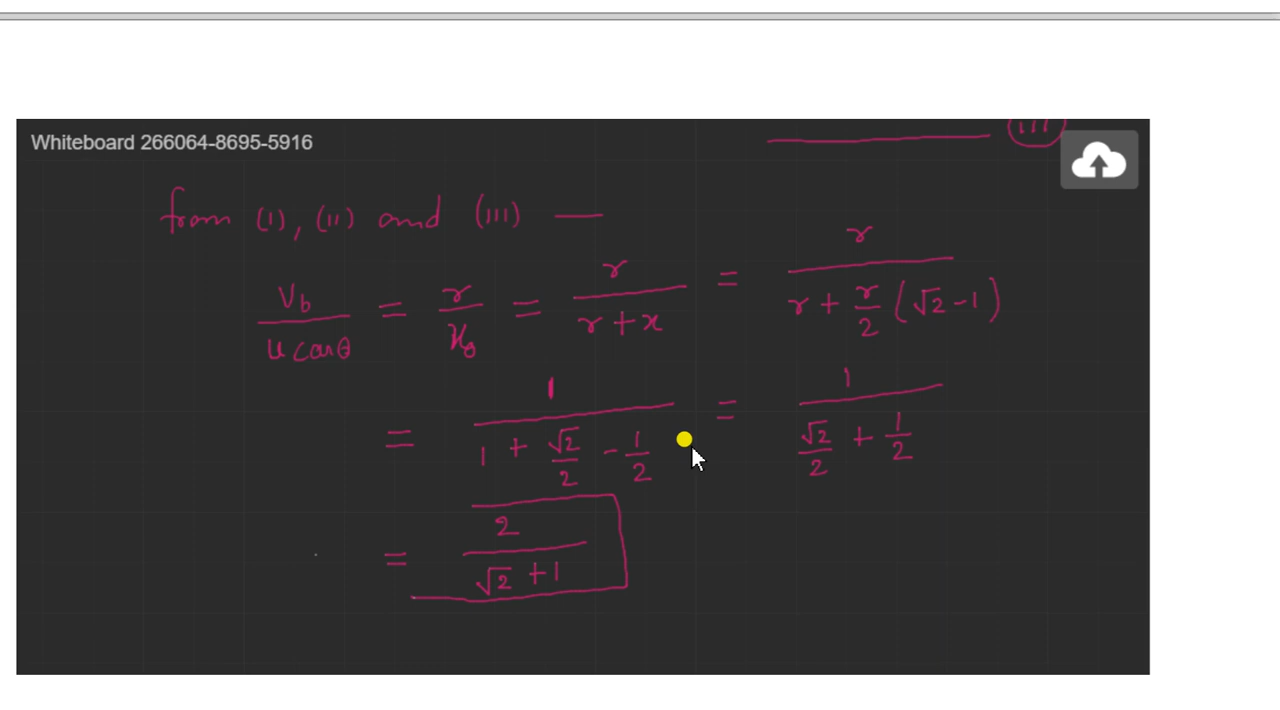 (III)
Whiteboard 266064-8695-5916
from (I), (II) and (III) —
V_b / u cosθ = r / x_0 = r / (r + x) = r / (r + r/2 (√2 - 1))
= 1 / (1 + √2/2 - 1/2) = 1 / (√2/2 + 1/2)
= 2 / (√2 + 1)